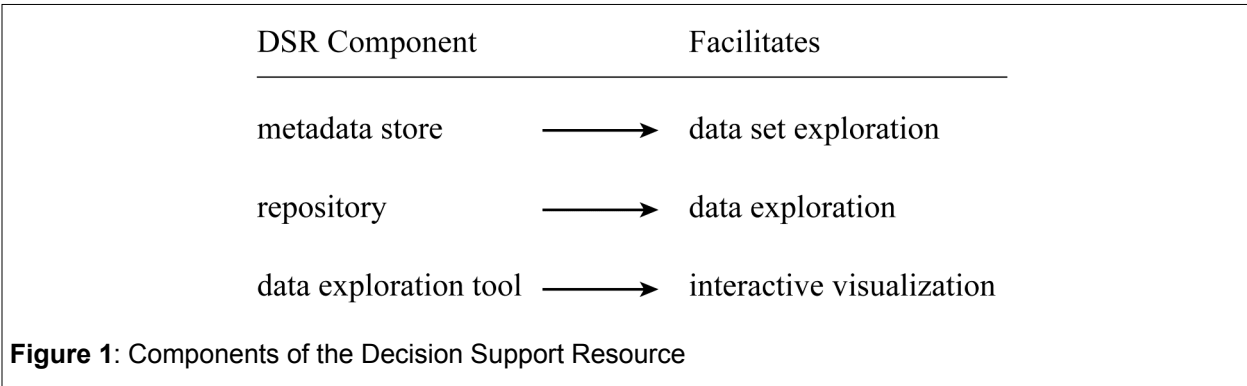 DSR Component Facilitates
metadata store data set exploration
repository data exploration
data exploration tool interactive visualization
Figure 1: Components of the Decision Support Resource